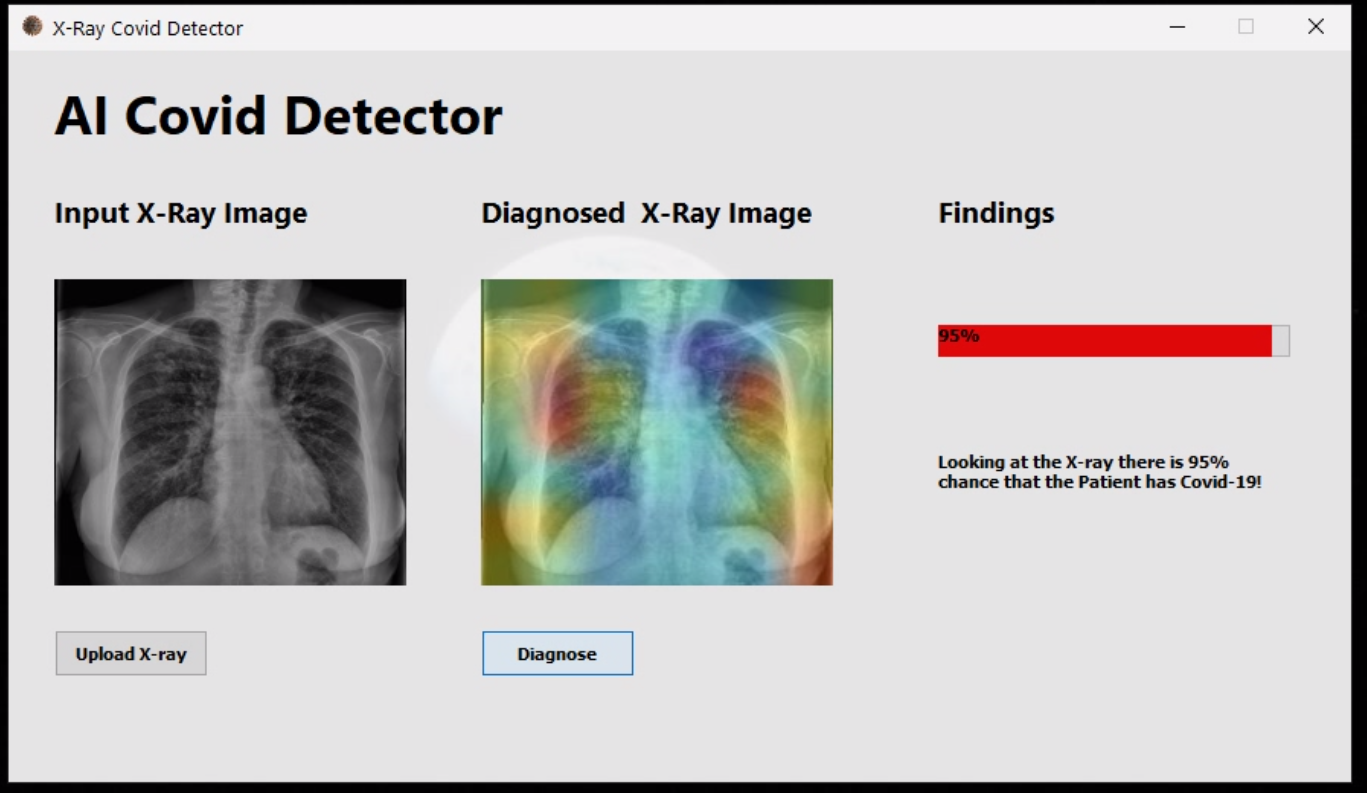 X-Ray Covid Detector
AI Covid Detector
Input X-Ray Image
Diagnosed  X-Ray Image
Findings
95%
Looking at the X-ray there is 95%
chance that the Patient has Covid-19!
Upload X-ray
Diagnose